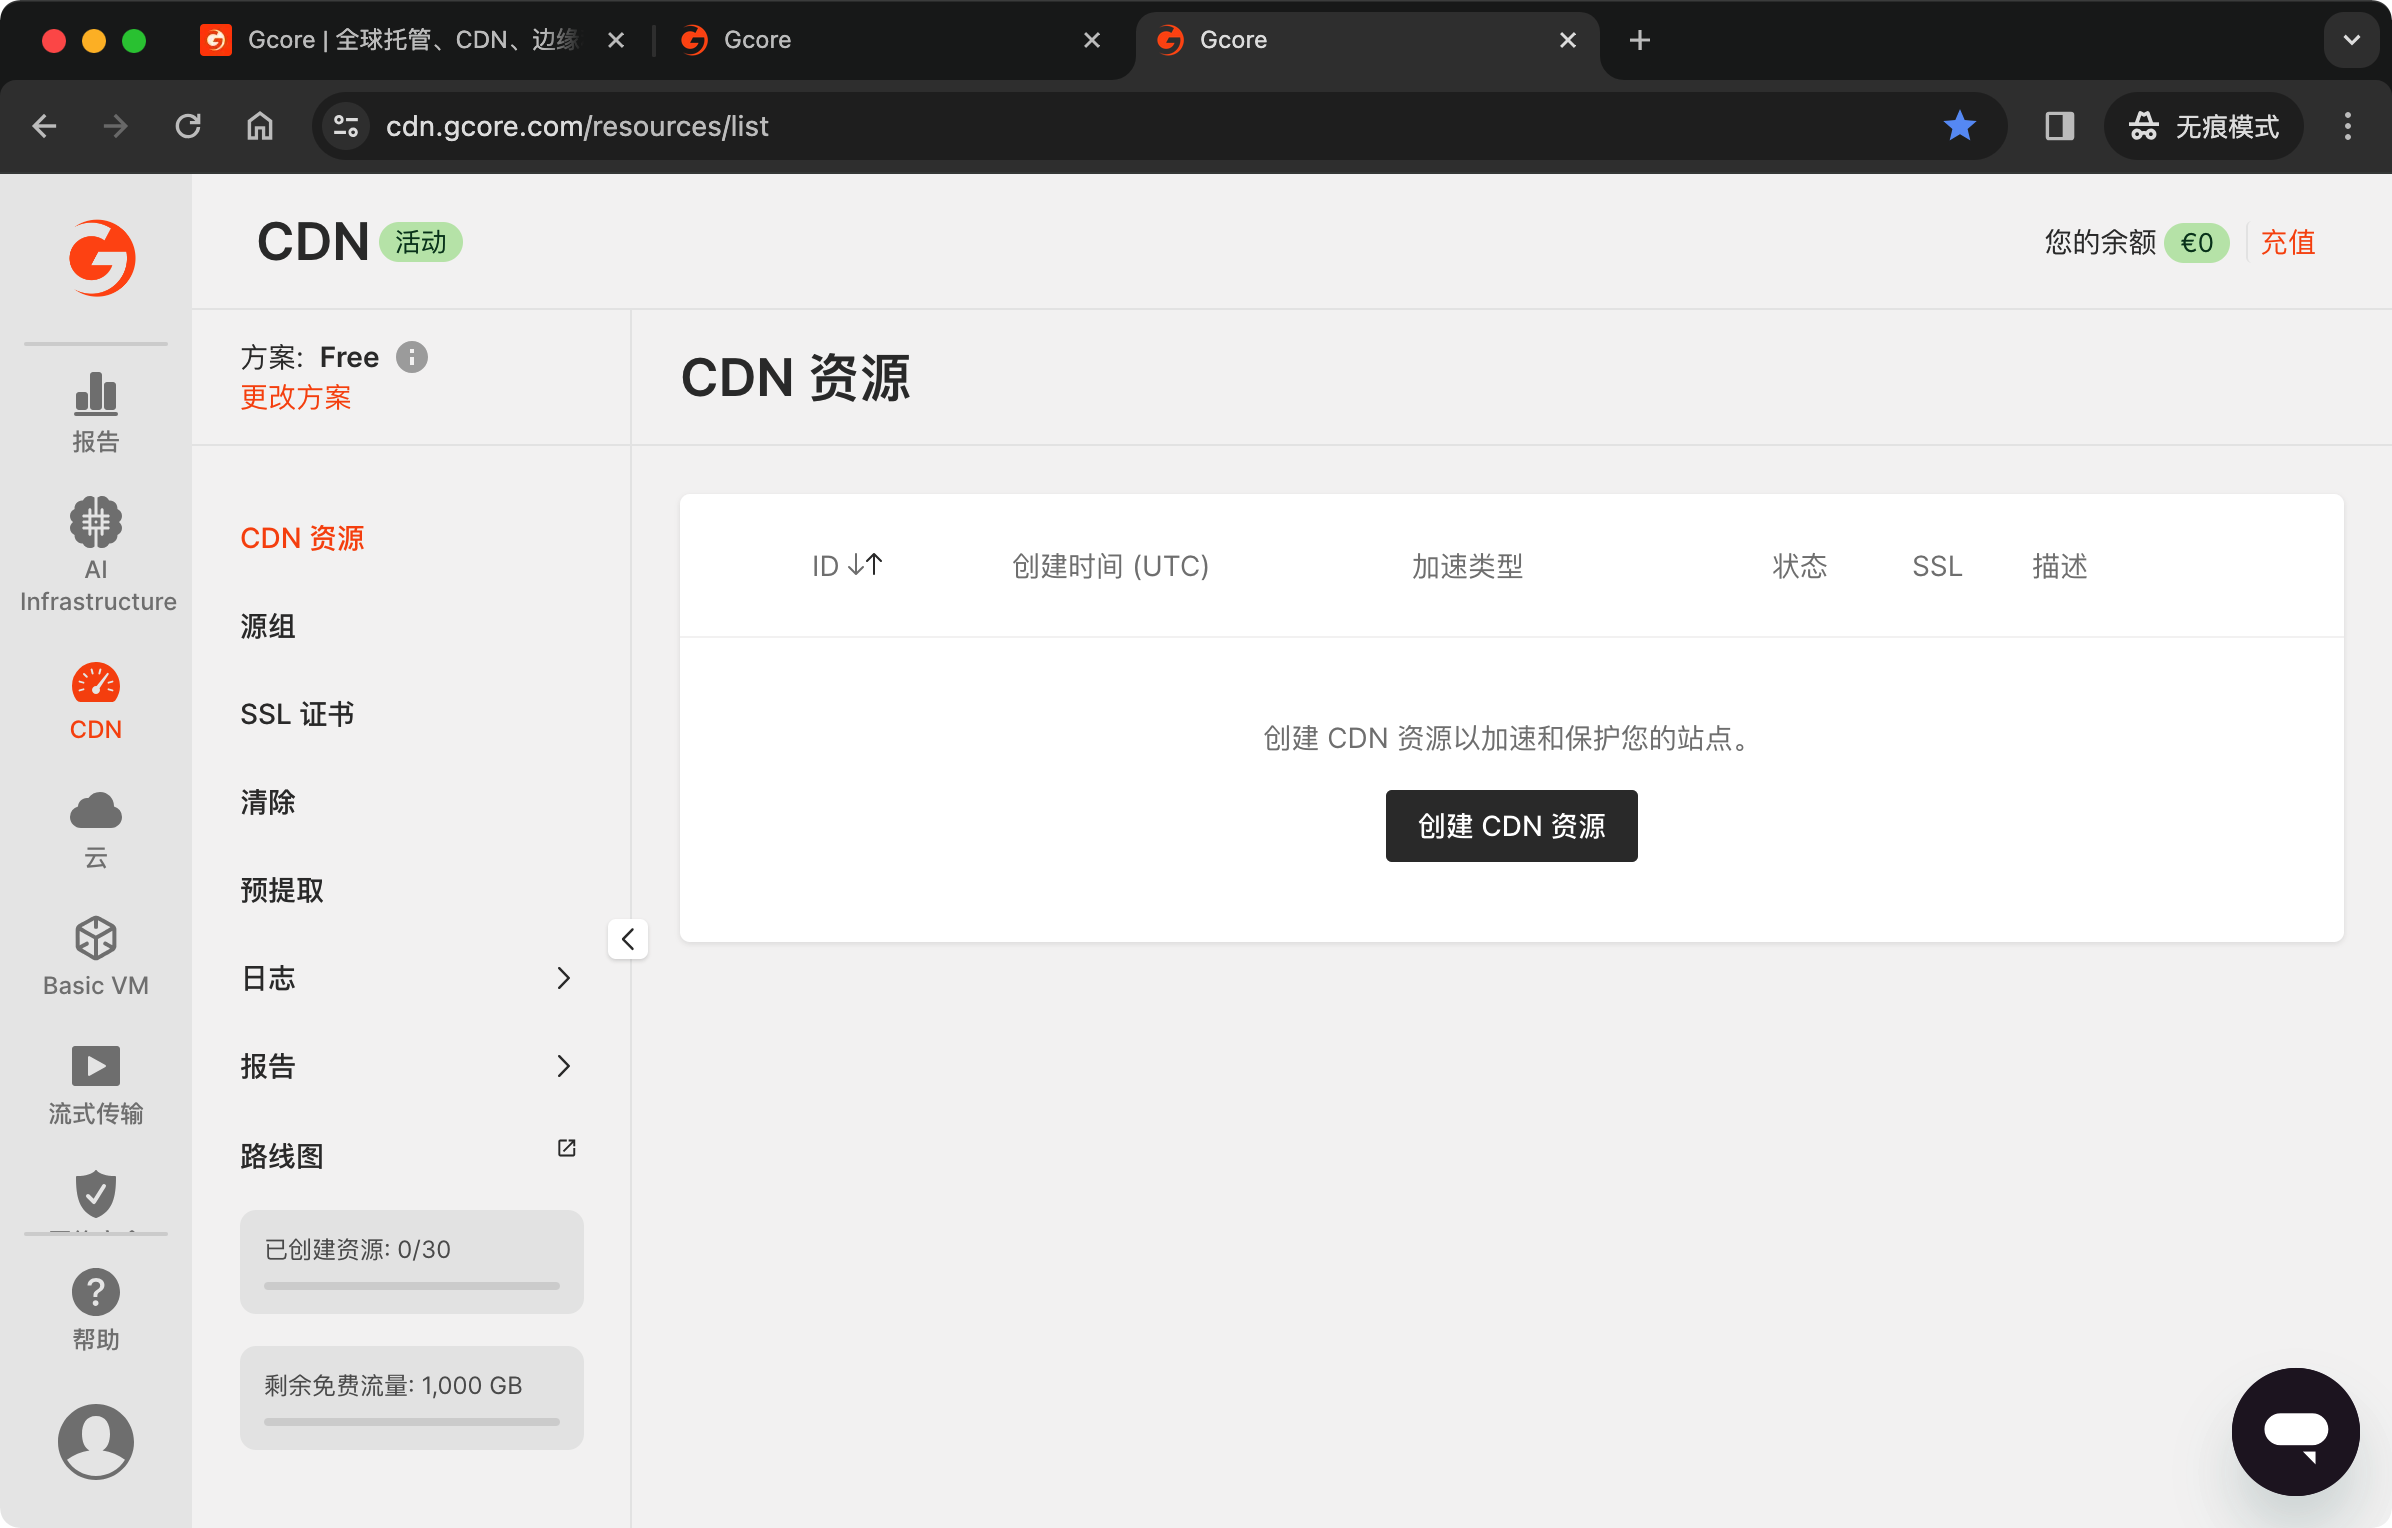 Gcore | 全球托管、CDN、边缘
Gcore
Gcore
cdn.gcore.com/resources/list
无痕模式
CDN 活动
您的余额 €0 充值
报告
AI
Infrastructure
CDN
云
Basic VM
流式传输
帮助
方案: Free
更改方案
CDN 资源
源组
SSL 证书
清除
预提取
日志
报告
路线图
已创建资源: 0/30
剩余免费流量: 1,000 GB
CDN 资源
ID 创建时间 (UTC) 加速类型 状态 SSL 描述
创建 CDN 资源以加速和保护您的站点。
创建 CDN 资源